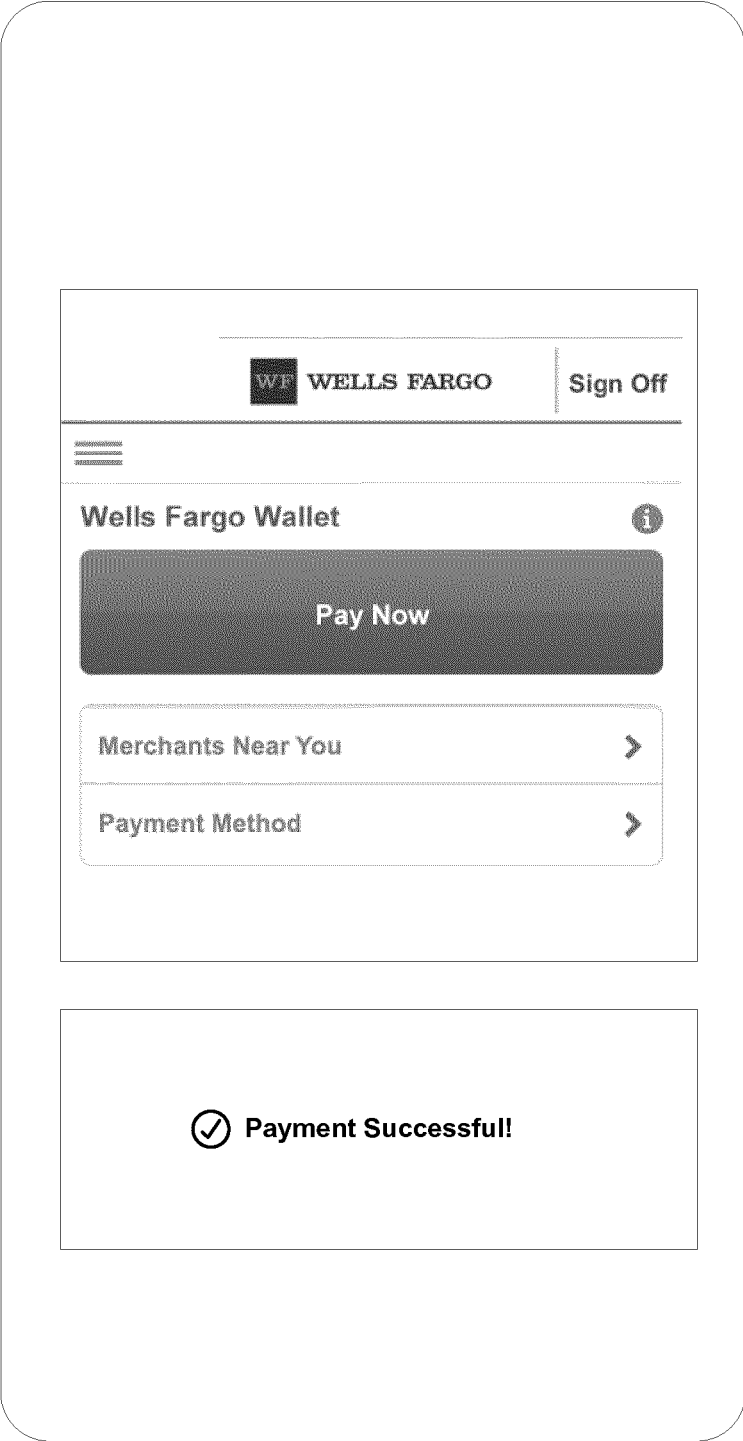 WF WELLS FARGO Sign Off
Wells Fargo Wallet
Pay Now
Merchants Near You
Payment Method
Payment Successful!